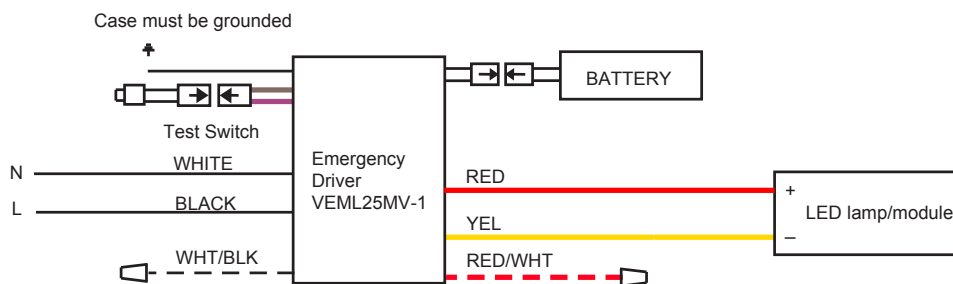 Case must be grounded
BATTERY
Test Switch
N
WHITE
L
BLACK
WHT/BLK
Emergency
Driver
VEML25MV-1
RED
YEL
RED/WHT
+
LED lamp/module
–